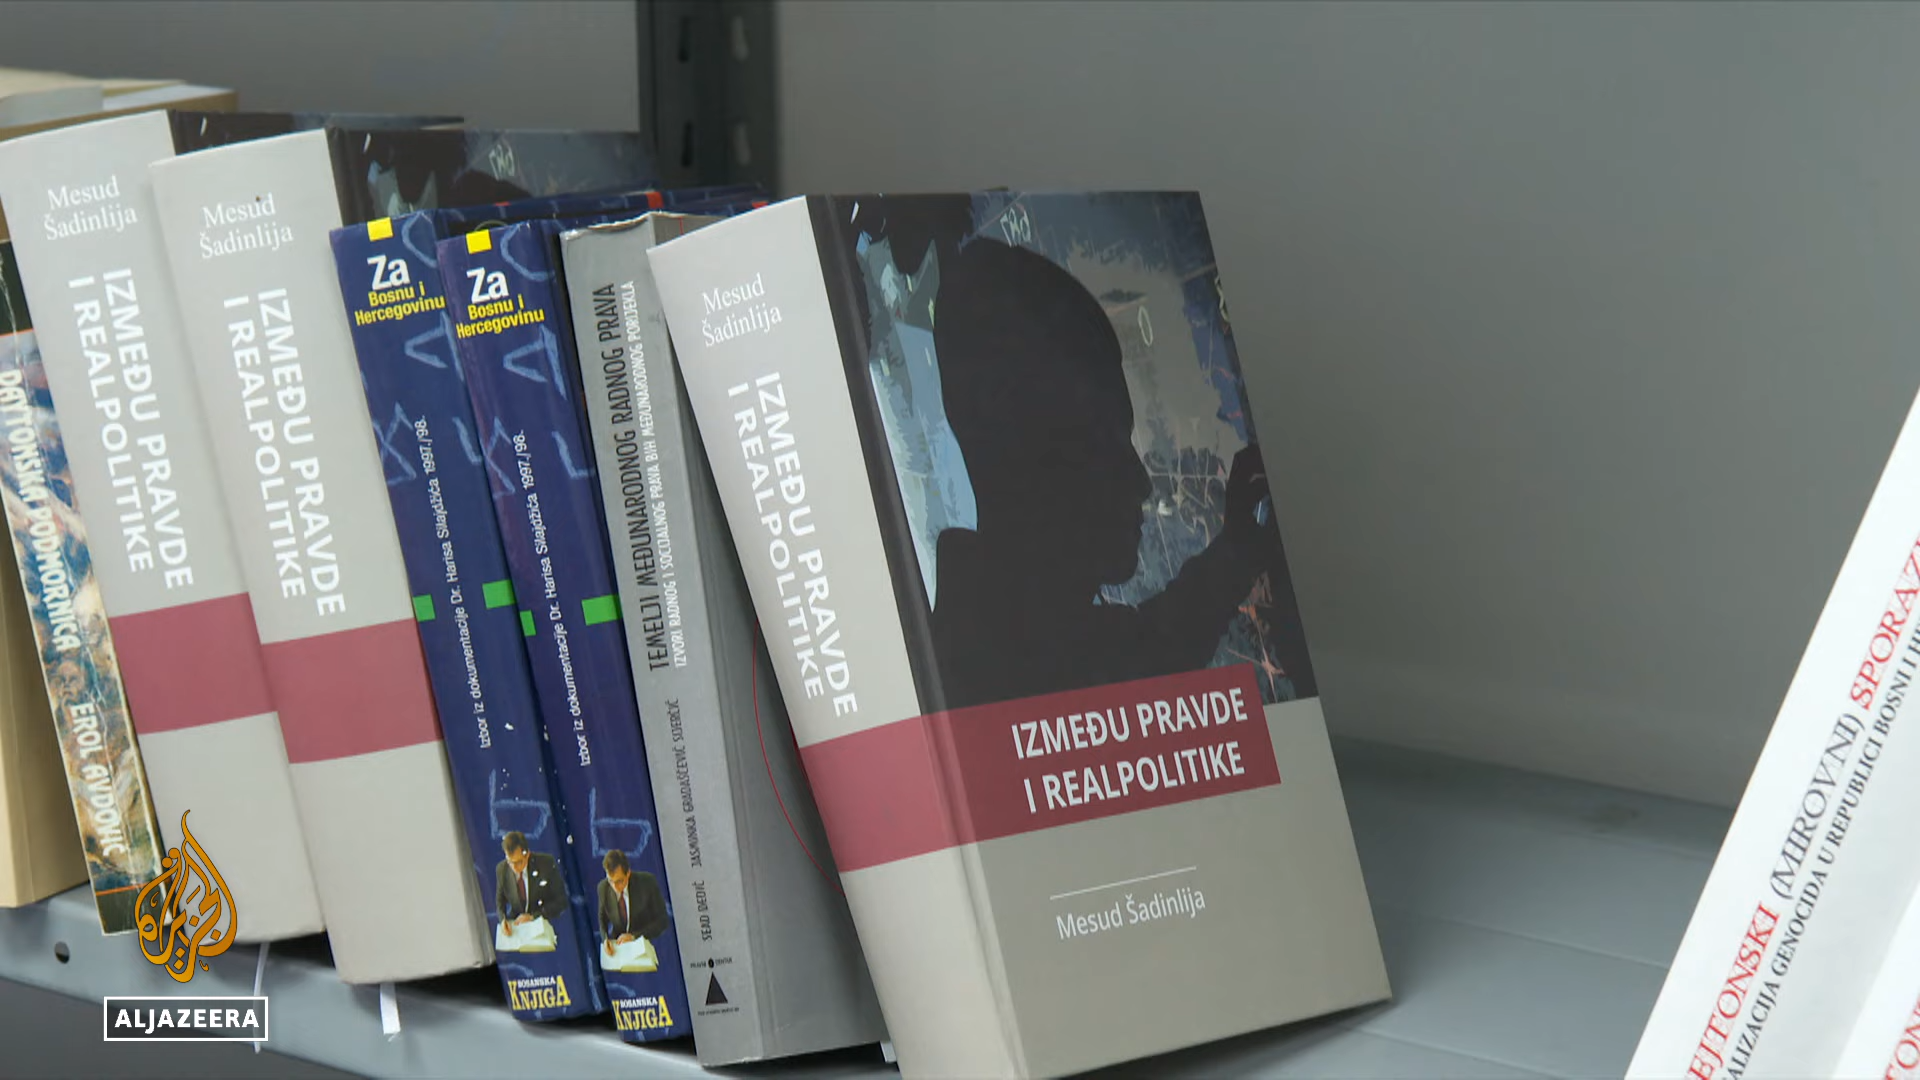 DAYTONSKA PODMORNICA
EROL AVDOVIĆ
Mesud
Šadinlija
IZMEĐU PRAVDE
I REALPOLITIKE
Mesud
Šadinlija
IZMEĐU PRAVDE
I REALPOLITIKE
Za
Bosnu i
Hercegovinu
Izbor iz dokumentacije Dr. Harisa Silajdžića 1997./98.
BOSANSKA
KNJIGA
Za
Bosnu i
Hercegovinu
Izbor iz dokumentacije Dr. Harisa Silajdžića 1997./98.
BOSANSKA
KNJIGA
TEMELJI MEĐUNARODNOG RADNOG PRAVA
IZVORI RADNOG I SOCIJALNOG PRAVA BIH MEĐUNARODNOG PORIJEKLA
SEAD DEDIĆ JASMINKA GRADAŠČEVIĆ SIJERČIĆ
Mesud
Šadinlija
IZMEĐU PRAVDE
I REALPOLITIKE
IZMEĐU PRAVDE
I REALPOLITIKE
Mesud Šadinlija
EJTONSKI (MIROVNI) SPORAZ
ALIZACIJA GENOCIDA U REPUBLICI BOSNI I HE
الجزيرة
ALJAZEERA